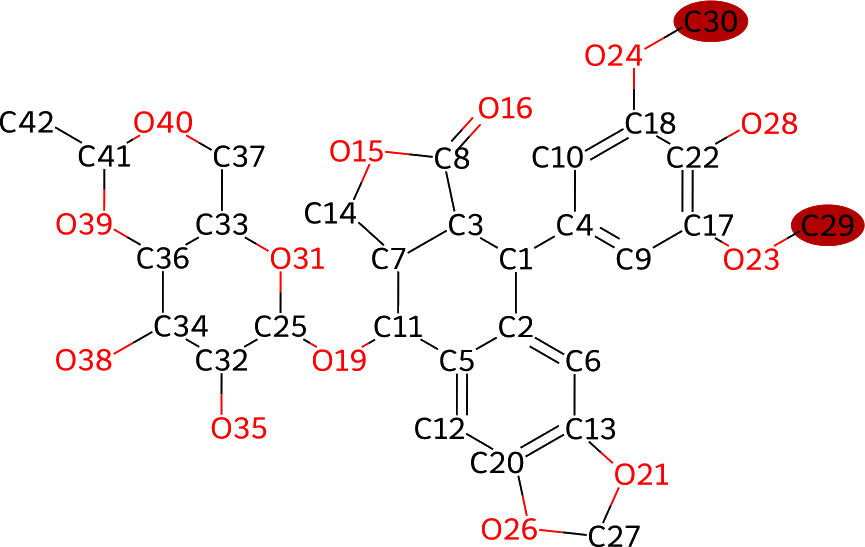 C30
O24
O16
C42 O40 C18 O28
O15 C8 C10
C41 C37 C22
C14 C4
O39 C33 C3 C17 C29
C36 O31 C7 C1 C9 O23
C34 C25 C11 C2
O38 C32 O19 C5 C6
O35 C12 C13
C20 O21
O26 C27